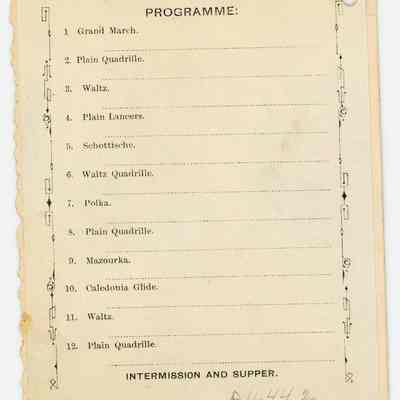 PROGRAMME:
1 Grand March.
2. Plain Quadrille.
3. Waltz.
4. Plain Lancers.
5. Schottische.
6. Waltz Quadrille.
7. Polka.
8. Plain Quadrille.
9. Mazourka.
10. Caledonia Glide.
11. Waltz.
12. Plain Quadrille.
INTERMISSION AND SUPPER.